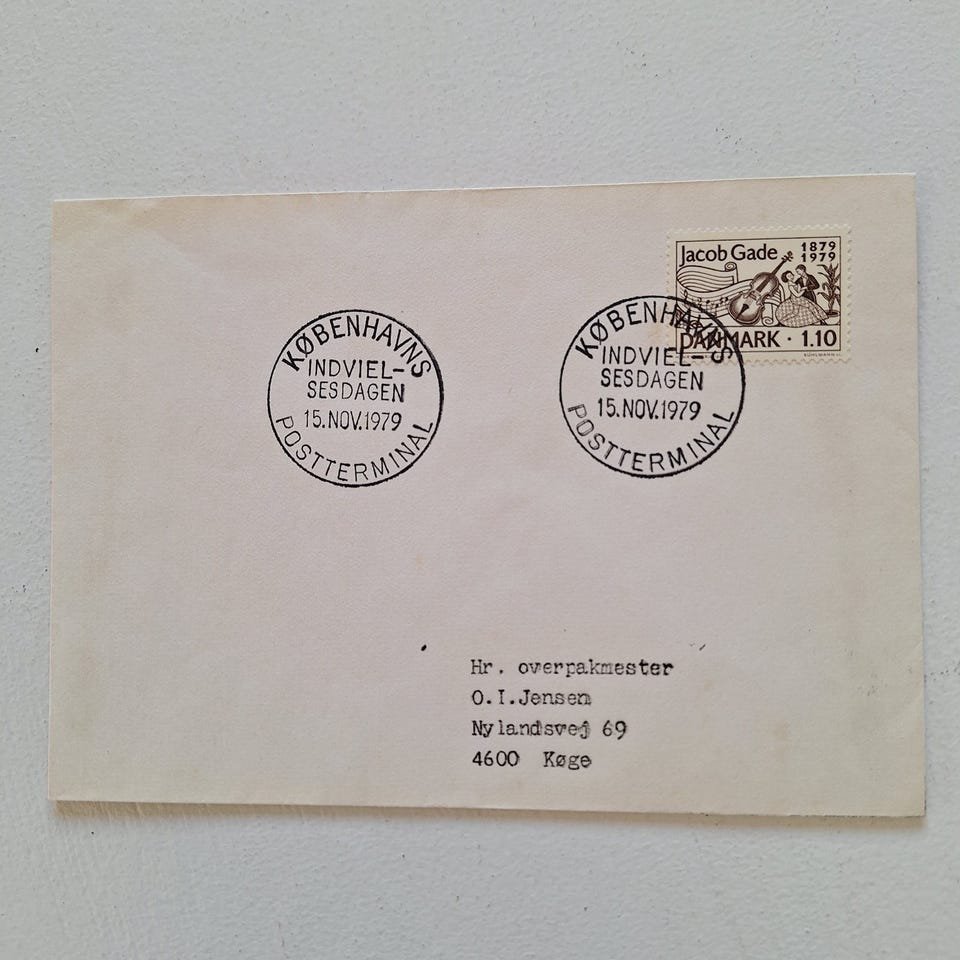 Jacob Gade 1879
1979
DANMARK · 1.10
KØBENHAVNS
INDVIEL-
SESDAGEN
15.NOV.1979
POSTTERMINAL
KØBENHAVNS
INDVIEL-
SESDAGEN
15.NOV.1979
POSTTERMINAL
Hr. overpakmester
O.I.Jensen
Nylandsvej 69
4600 Køge